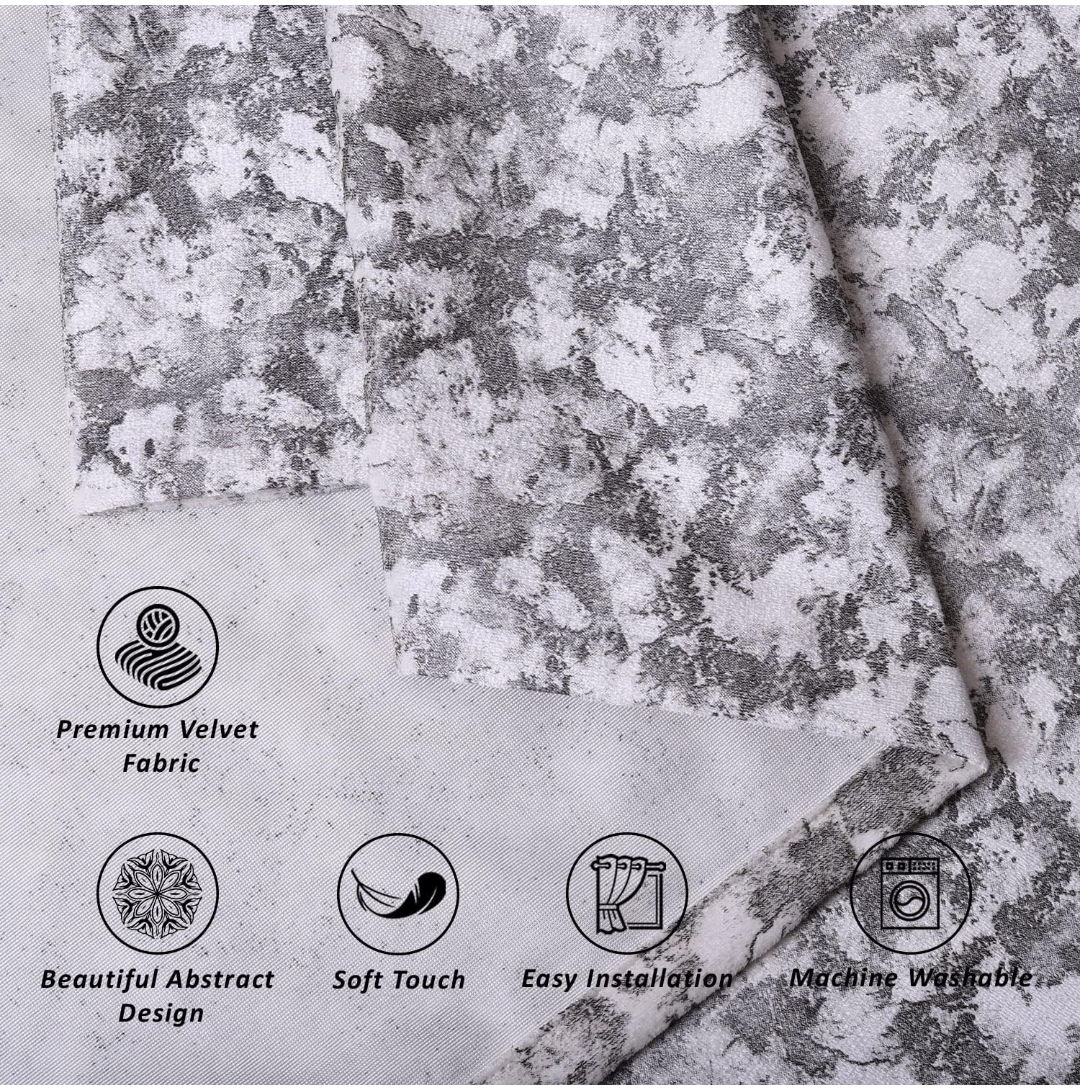 Premium Velvet
Fabric
Beautiful Abstract
Design
Soft Touch
Easy Installation
Machine Washable